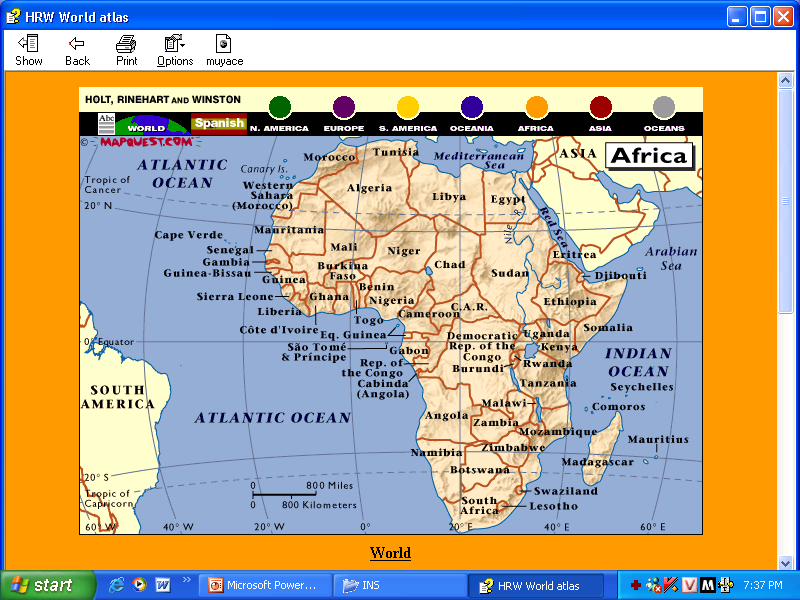 HRW World atlas
Show
Back
Print
Options
muyace
HOLT, RINEHART AND WINSTON
Abc
WORLD
Spanish
N. AMERICA
EUROPE
S. AMERICA
OCEANIA
AFRICA
ASIA
OCEANS
© MAPQUEST.COM
Africa
ASIA
ATLANTIC
OCEAN
Canary Is.
Morocco
Tunisia
Mediterranean
Sea
Tropic of
Cancer
20° N
Western
Sahara
(Morocco)
Algeria
Libya
Egypt
Nile R.
Red Sea
Arabian
Sea
Cape Verde
Mauritania
Mali
Niger
Chad
Sudan
Eritrea
Djibouti
Senegal
Gambia
Guinea-Bissau
Guinea
Burkina
Faso
Benin
Nigeria
Ethiopia
Sierra Leone
Ghana
Liberia
Togo
Cameroon
C.A.R.
Somalia
Côte d'Ivoire
Eq. Guinea
São Tomé
& Príncipe
Gabon
Democratic
Rep. of the
Congo
Uganda
Kenya
0° Equator
Rep. of
the Congo
Burundi
Rwanda
INDIAN
OCEAN
Cabinda
(Angola)
Tanzania
Seychelles
SOUTH
AMERICA
ATLANTIC OCEAN
Angola
Malawi
Zambia
Comoros
Mozambique
Mauritius
Namibia
Zimbabwe
Madagascar
Botswana
20° S
Tropic of
Capricorn
0 800 Miles
0 800 Kilometers
South
Africa
Swaziland
Lesotho
60° W
40° W
20° W
0°
20° E
40° E
60° E
World
start
Microsoft Power...
INS
HRW World atlas
7:37 PM